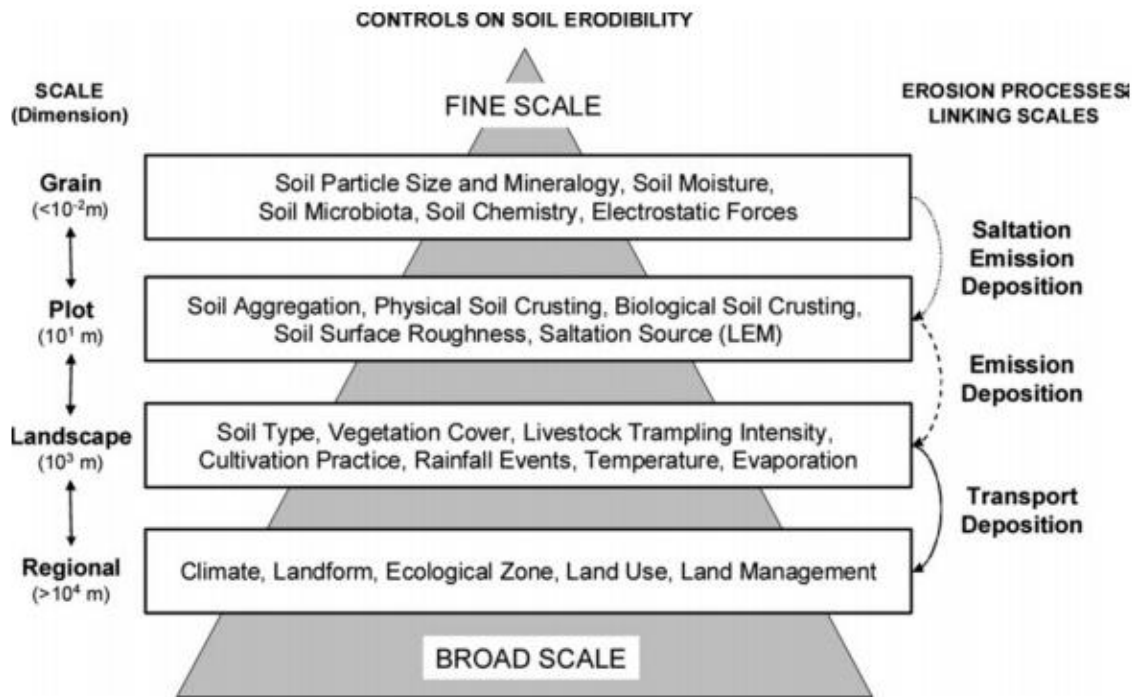 CONTROLS ON SOIL ERODIBILITY
SCALE
(Dimension)
FINE SCALE
EROSION PROCESSES
LINKING SCALES
Grain
(<10⁻²m)
Soil Particle Size and Mineralogy, Soil Moisture,
Soil Microbiota, Soil Chemistry, Electrostatic Forces
Saltation
Emission
Deposition
Plot
(10¹ m)
Soil Aggregation, Physical Soil Crusting, Biological Soil Crusting,
Soil Surface Roughness, Saltation Source (LEM)
Emission
Deposition
Landscape
(10³ m)
Soil Type, Vegetation Cover, Livestock Trampling Intensity,
Cultivation Practice, Rainfall Events, Temperature, Evaporation
Transport
Deposition
Regional
(>10⁴ m)
Climate, Landform, Ecological Zone, Land Use, Land Management
BROAD SCALE